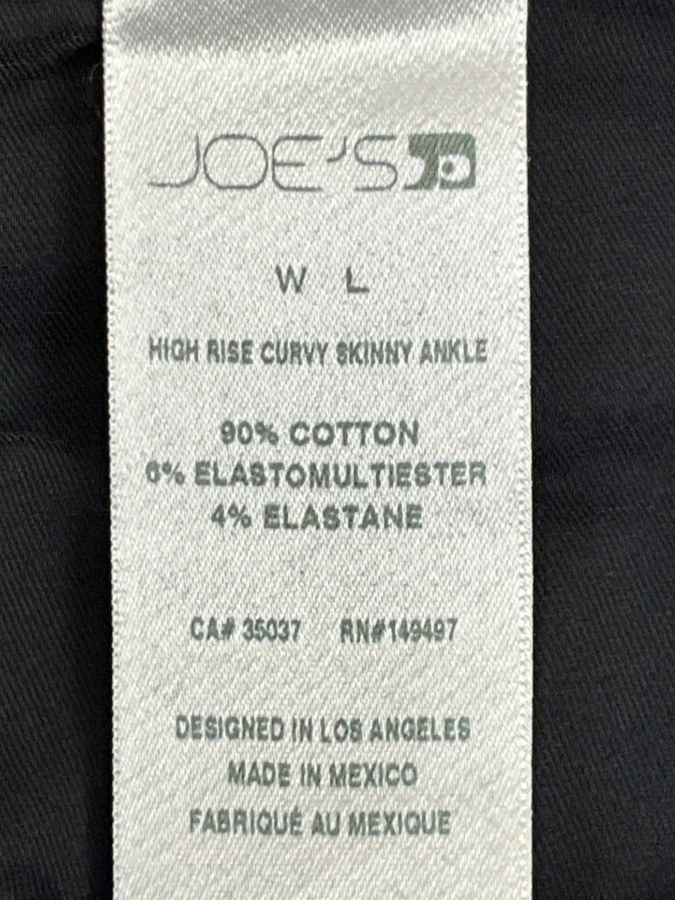 JOE'S
W L
HIGH RISE CURVY SKINNY ANKLE
90% COTTON
6% ELASTOMULTIESTER
4% ELASTANE
CA# 35037 RN#149497
DESIGNED IN LOS ANGELES
MADE IN MEXICO
FABRIQUÉ AU MEXIQUE